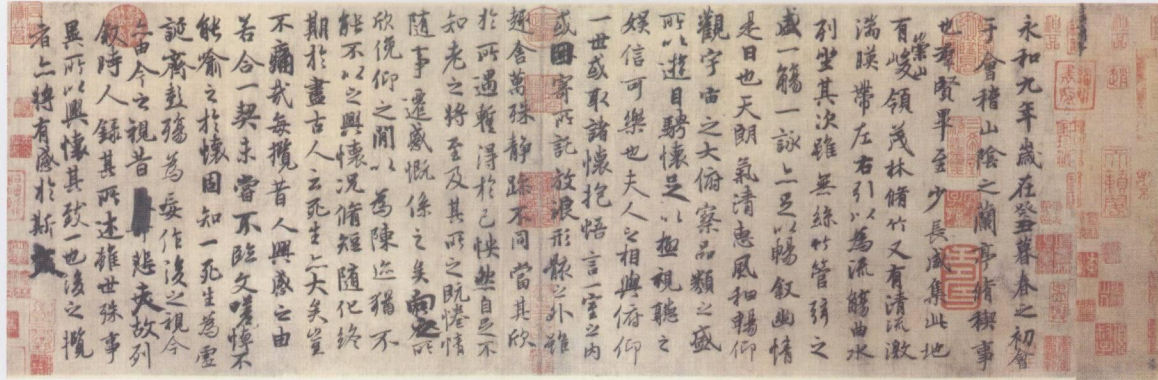 永和九年歲在癸丑暮春之初會
于會稽山陰之蘭亭脩稧事
也羣賢畢至少長咸集此地
有崇山峻領茂林脩竹又有清流激
湍暎帶左右引以為流觴曲水
列坐其次雖無絲竹管弦之
盛一觴一詠亦足以暢敘幽情
是日也天朗氣清惠風和暢仰
觀宇宙之大俯察品類之盛
所以遊目騁懷足以極視聽之
娛信可樂也夫人之相與俯仰
一世或取諸懷抱悟言一室之內
或因寄所託放浪形骸之外雖
趣舍萬殊靜躁不同當其欣
於所遇暫得於己怏然自足不
知老之將至及其所之既惓情
隨事遷感慨係之矣向之所
欣俛仰之閒以為陳迹猶不
能不以之興懷況脩短隨化終
期於盡古人云死生亦大矣豈
不痛哉每攬昔人興感之由
若合一契未嘗不臨文嗟悼不
能喻之於懷固知一死生為虛
誕齊彭殤為妄作後之視今
亦由今之視昔悲夫故列
敘時人錄其所述雖世殊事
異所以興懷其致一也後之攬
者亦將有感於斯文